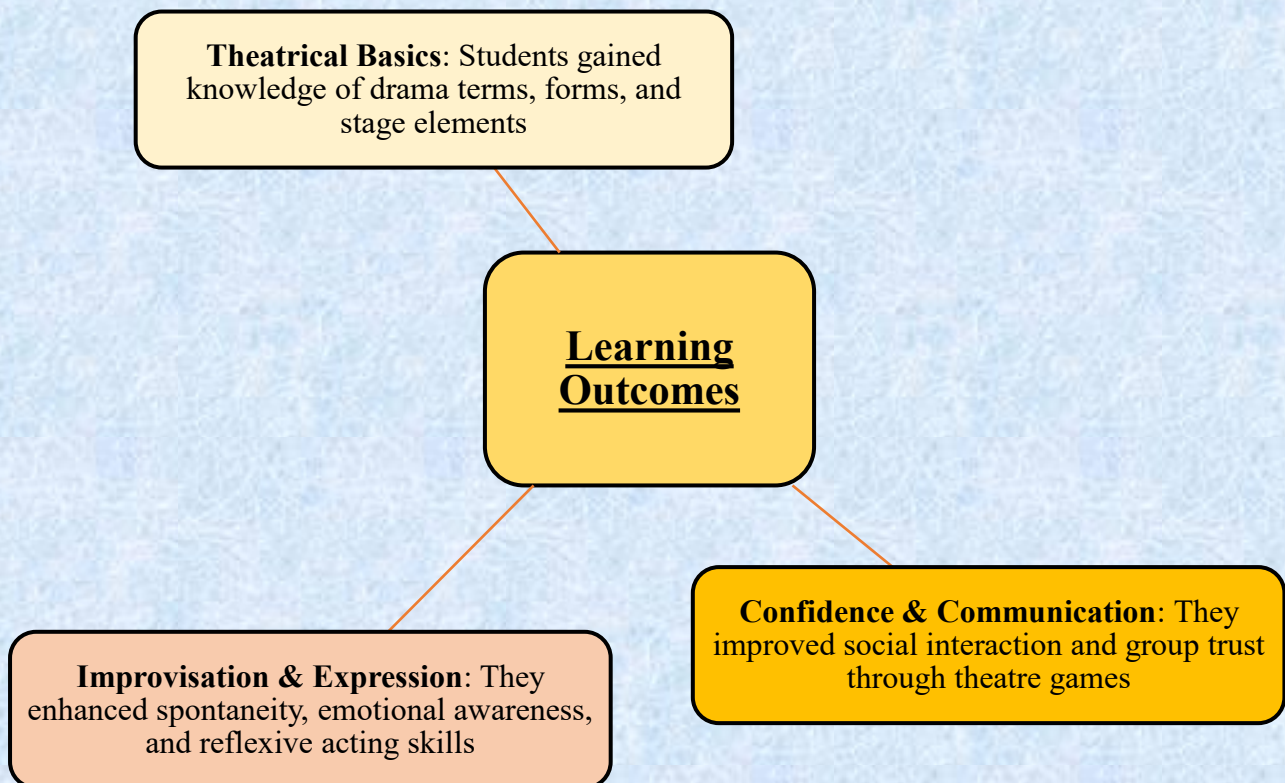 Theatrical Basics: Students gained
knowledge of drama terms, forms, and
stage elements
Learning
Outcomes
Confidence & Communication: They
improved social interaction and group trust
through theatre games
Improvisation & Expression: They
enhanced spontaneity, emotional awareness,
and reflexive acting skills